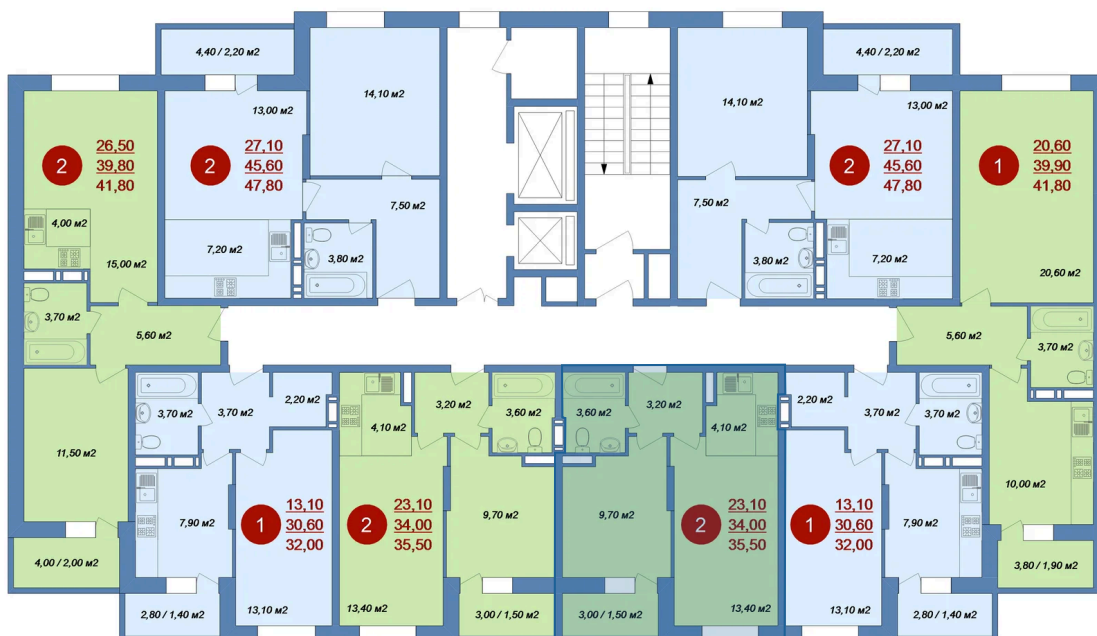 4,40 / 2,20 м2
14,10 м2
13,00 м2
2
27,10
45,60
47,80
7,20 м2
7,50 м2
3,80 м2
2
26,50
39,80
41,80
4,00 м2
15,00 м2
3,70 м2
5,60 м2
11,50 м2
4,00 / 2,00 м2
14,10 м2
4,40 / 2,20 м2
13,00 м2
2
27,10
45,60
47,80
7,50 м2
3,80 м2
7,20 м2
1
20,60
39,90
41,80
20,60 м2
5,60 м2
3,70 м2
10,00 м2
3,80 / 1,90 м2
3,70 м2
3,70 м2
2,20 м2
7,90 м2
1
13,10
30,60
32,00
13,10 м2
2,80 / 1,40 м2
4,10 м2
3,20 м2
3,60 м2
2
23,10
34,00
35,50
9,70 м2
13,40 м2
3,00 / 1,50 м2
3,60 м2
3,20 м2
4,10 м2
9,70 м2
2
23,10
34,00
35,50
13,40 м2
3,00 / 1,50 м2
2,20 м2
3,70 м2
3,70 м2
1
13,10
30,60
32,00
7,90 м2
13,10 м2
2,80 / 1,40 м2